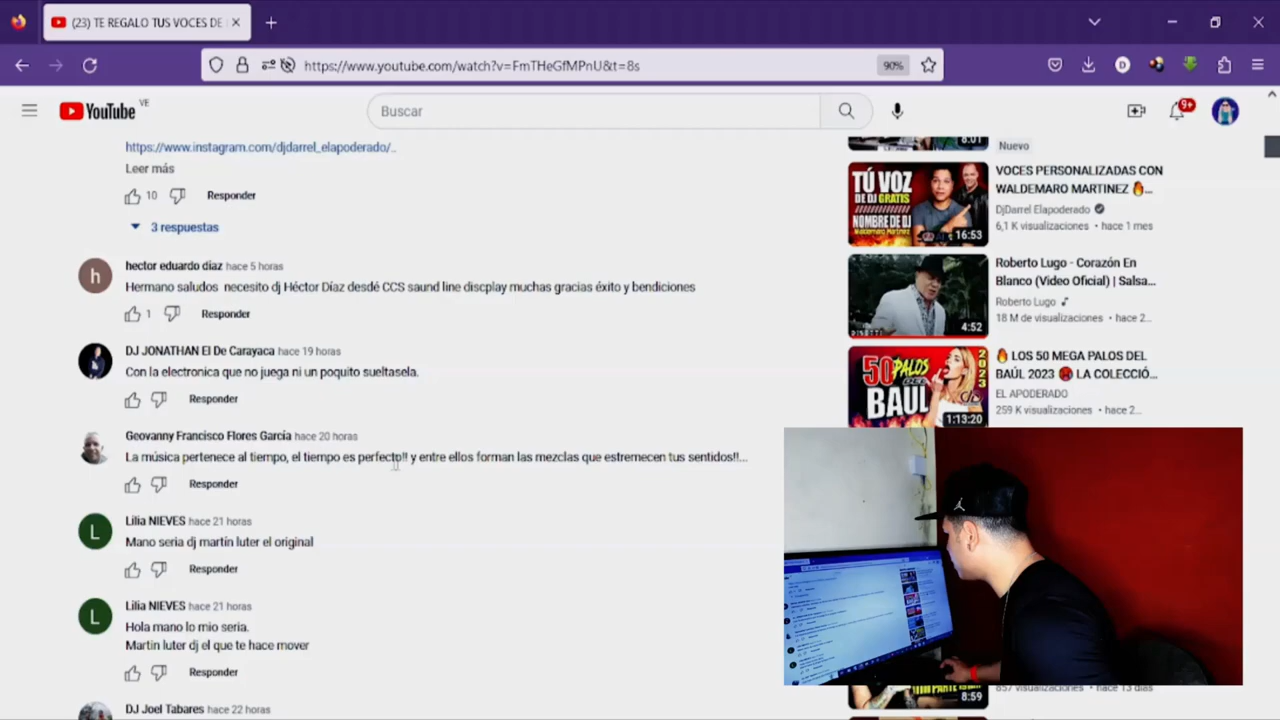 (23) TE REGALO TUS VOCES DE
https://www.youtube.com/watch?v=FmTHeGfMPnU&t=8s
90%
YouTube VE
Buscar
9+
https://www.instagram.com/djdarrel_elapoderado/...
Leer más
10 Responder
3 respuestas
hector eduardo diaz hace 5 horas
Hermano saludos necesito dj Héctor Díaz desdé CCS saund line discplay muchas gracias éxito y bendiciones
1 Responder
DJ JONATHAN El De Carayaca hace 19 horas
Con la electronica que no juega ni un poquito sueltasela.
Responder
Geovanny Francisco Flores García hace 20 horas
La música pertenece al tiempo, el tiempo es perfecto!! y entre ellos forman las mezclas que estremecen tus sentidos!!...
Responder
Lilia NIEVES hace 21 horas
Mano seria dj martín luter el original
Responder
Lilia NIEVES hace 21 horas
Hola mano lo mio seria.
Martin luter dj el que te hace mover
Responder
DJ Joel Tabares hace 22 horas
8:01
Nuevo
TÚ VOZ
DE DJ GRATIS
NOMBRE DE DJ
Waldemaro Martinez
16:53
VOCES PERSONALIZADAS CON
WALDEMARO MARTINEZ 🔥...
DjDarrel Elapoderado
6,1 K visualizaciones • hace 1 mes
4:52
Roberto Lugo - Corazón En
Blanco (Video Oficial) | Salsa...
Roberto Lugo
18 M de visualizaciones • hace 2...
50 PALOS
DEL
BAÚL
2023
1:13:20
🔥 LOS 50 MEGA PALOS DEL
BAÚL 2023 😡 LA COLECCIÓ...
EL APODERADO
259 K visualizaciones • hace 2...
8:59
857 visualizaciones • hace 13 días